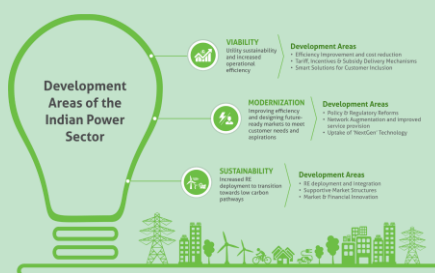 Development
Areas of the
Indian Power
Sector
VIABILITY
Utility sustainability
and increased
operational
efficiency
Development Areas
• Efficiency Improvement and cost reduction
• Tariff, Incentives & Subsidy Delivery Mechanisms
• Smart Solutions for Customer Inclusion
MODERNIZATION
Improving efficiency
and designing future-
ready markets to meet
customer needs and
aspirations
Development Areas
• Policy & Regulatory Reforms
• Network Augmentation and improved
service provision
• Uptake of 'NextGen' Technology
SUSTAINABILITY
Increased RE
deployment to transition
towards low carbon
pathways
Development Areas
• RE deployment and Integration
• Supportive Market Structures
• Market & Financial Innovation